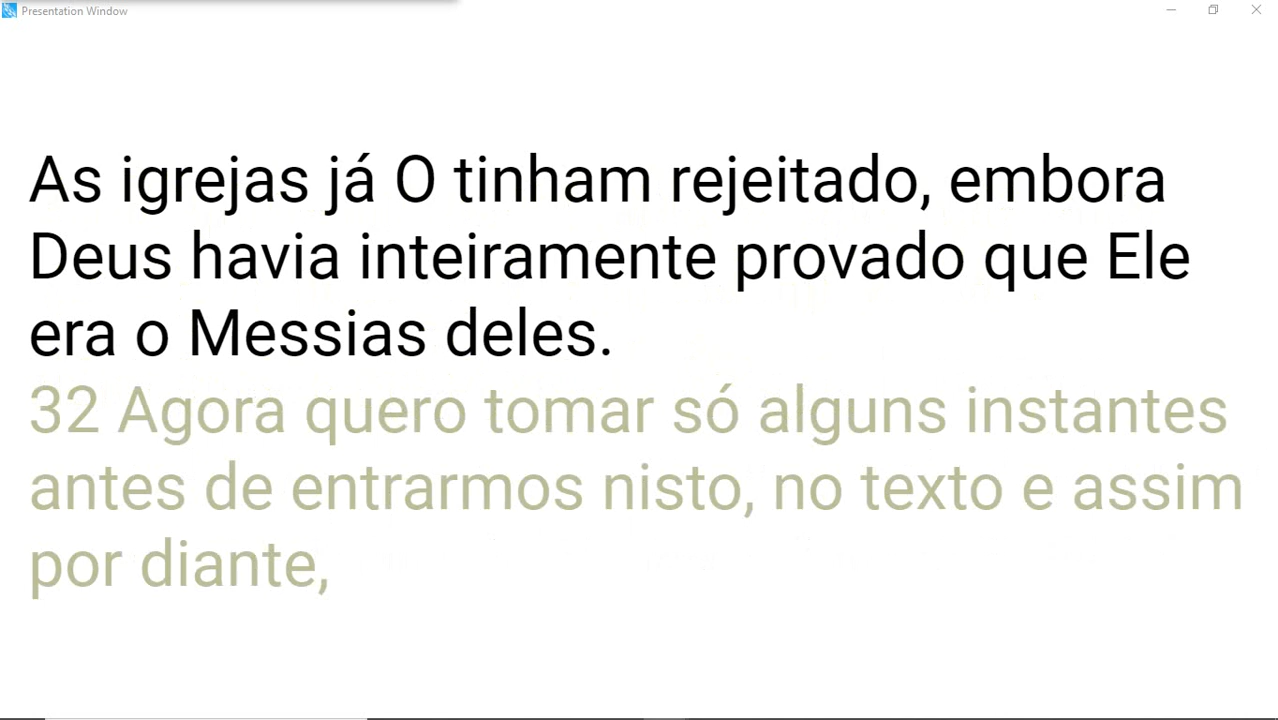 Presentation Window
As igrejas já O tinham rejeitado, embora
Deus havia inteiramente provado que Ele
era o Messias deles.
32 Agora quero tomar só alguns instantes
antes de entrarmos nisto, no texto e assim
por diante,